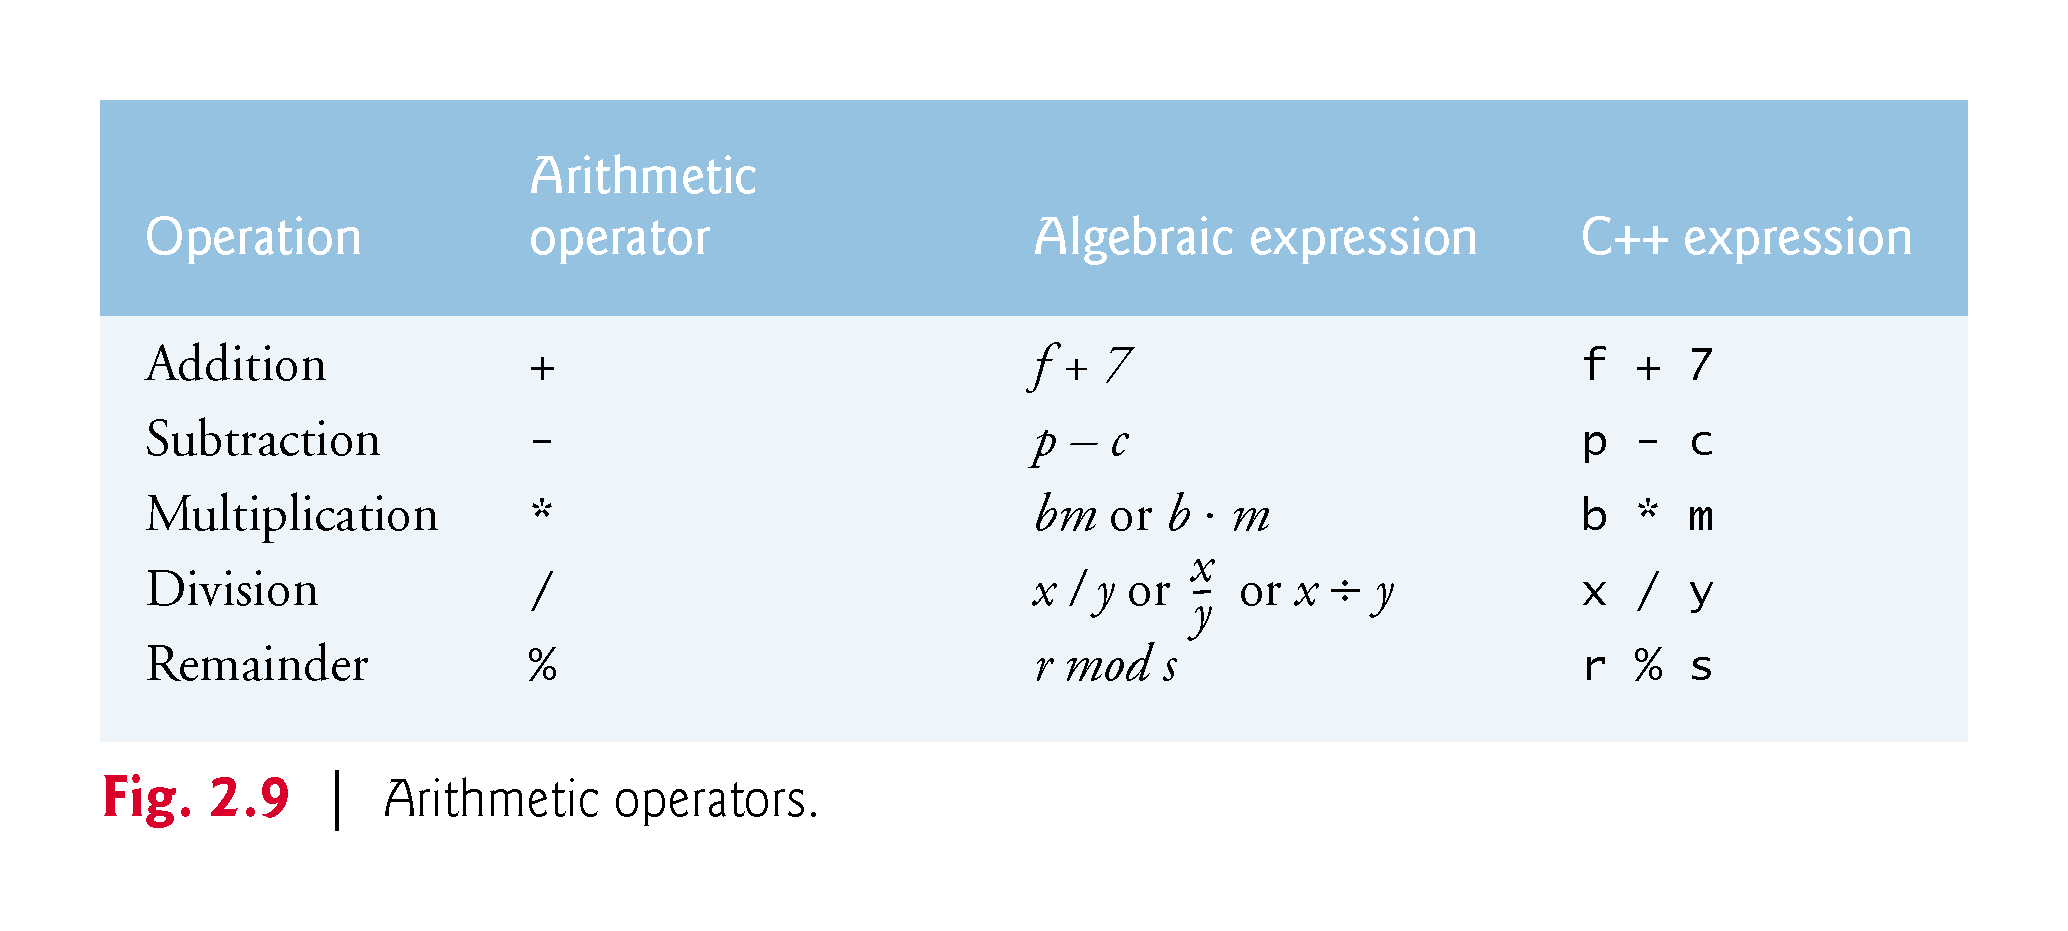 Operation Arithmetic operator Algebraic expression C++ expression
Addition + f + 7 f + 7
Subtraction - p – c p - c
Multiplication * bm or b · m b * m
Division / x / y or x/y or x ÷ y x / y
Remainder % r mod s r % s
Fig. 2.9 | Arithmetic operators.